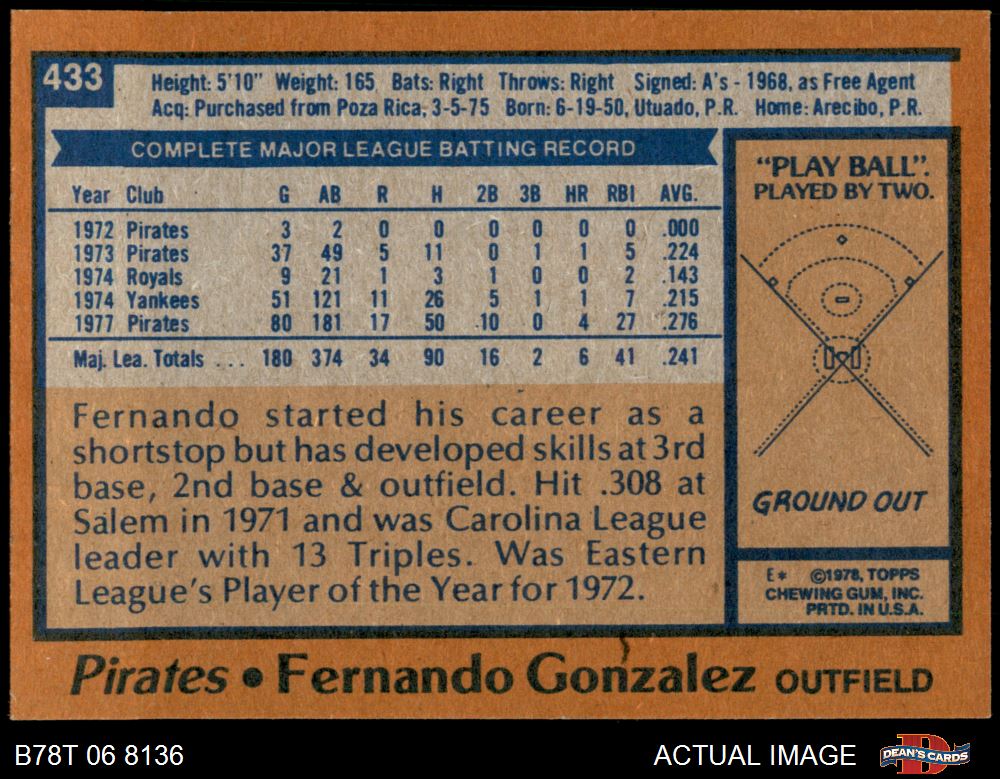 433
Height: 5'10" Weight: 165 Bats: Right Throws: Right Signed: A's - 1968, as Free Agent
Acq: Purchased from Poza Rica, 3-5-75 Born: 6-19-50, Utuado, P.R. Home: Arecibo, P.R.
COMPLETE MAJOR LEAGUE BATTING RECORD
Year Club G AB R H 2B 3B HR RBI AVG.
1972 Pirates 3 2 0 0 0 0 0 0 .000
1973 Pirates 37 49 5 11 0 1 1 5 .224
1974 Royals 9 21 1 3 1 0 0 2 .143
1974 Yankees 51 121 11 26 5 1 1 7 .215
1977 Pirates 80 181 17 50 10 0 4 27 .276
Maj. Lea. Totals ... 180 374 34 90 16 2 6 41 .241
Fernando started his career as a
shortstop but has developed skills at 3rd
base, 2nd base & outfield. Hit .308 at
Salem in 1971 and was Carolina League
leader with 13 Triples. Was Eastern
League's Player of the Year for 1972.
"PLAY BALL".
PLAYED BY TWO.
GROUND OUT
E* ©1978, TOPPS
CHEWING GUM, INC.
PRTD. IN U.S.A.
Pirates • Fernando Gonzalez OUTFIELD
B78T 06 8136 ACTUAL IMAGE DEAN'S CARDS